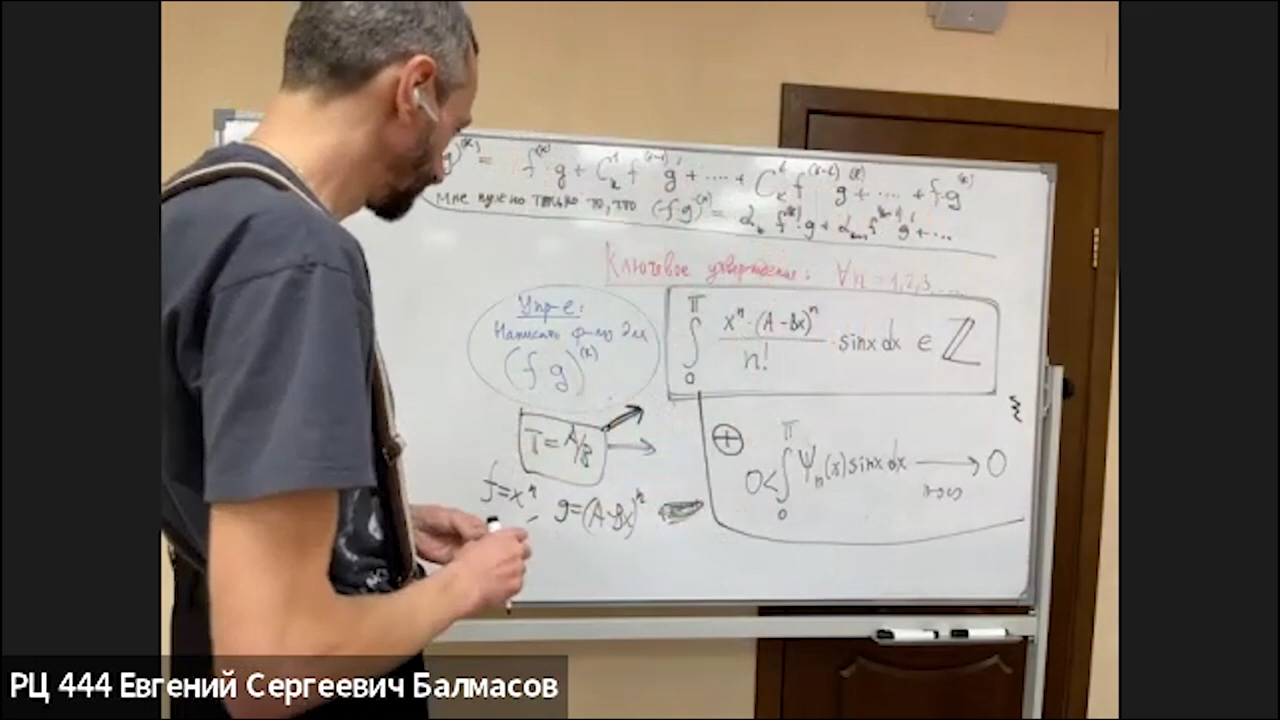 g)^(k) = f^(k)·g + C_k^1 f^(k-1) g' + .... + C_k^l f^(k-l) g^(l) + .... + f·g^(k)
мне нужно только то, что (f·g)^(k) = α_k f^(k)·g + α_{k-1} f^(k-1) g' + ...
Ключевое утверждение: ∀n = 1,2,3....
Упр-е:
Написать ф-лу для
(f g)^(k)
∫_0^π x^n·(A-Bx)^n / n! · sinx dx ∈ ℤ
π = A/B
⊕
0 < ∫_0^π Ψ_n(x) sinx dx → 0
n→∞
f = x^n
g = (A-Bx)^n
РЦ 444 Евгений Сергеевич Балмасов